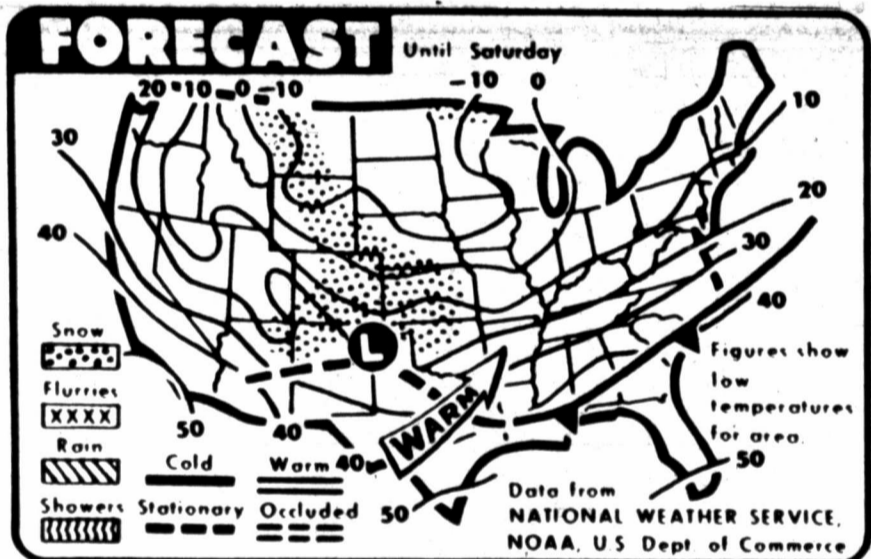 FORECAST
Until Saturday
20 -10 -0 -10
-10 0
10
30
20
40
30
40
L
Snow
Flurries
XXXX
Rain
Showers
50
40
Cold
Warm
40
WARM
Stationary
Occluded
50
Figures show
low
temperatures
for area.
50
Data from
NATIONAL WEATHER SERVICE,
NOAA, U.S Dept. of Commerce